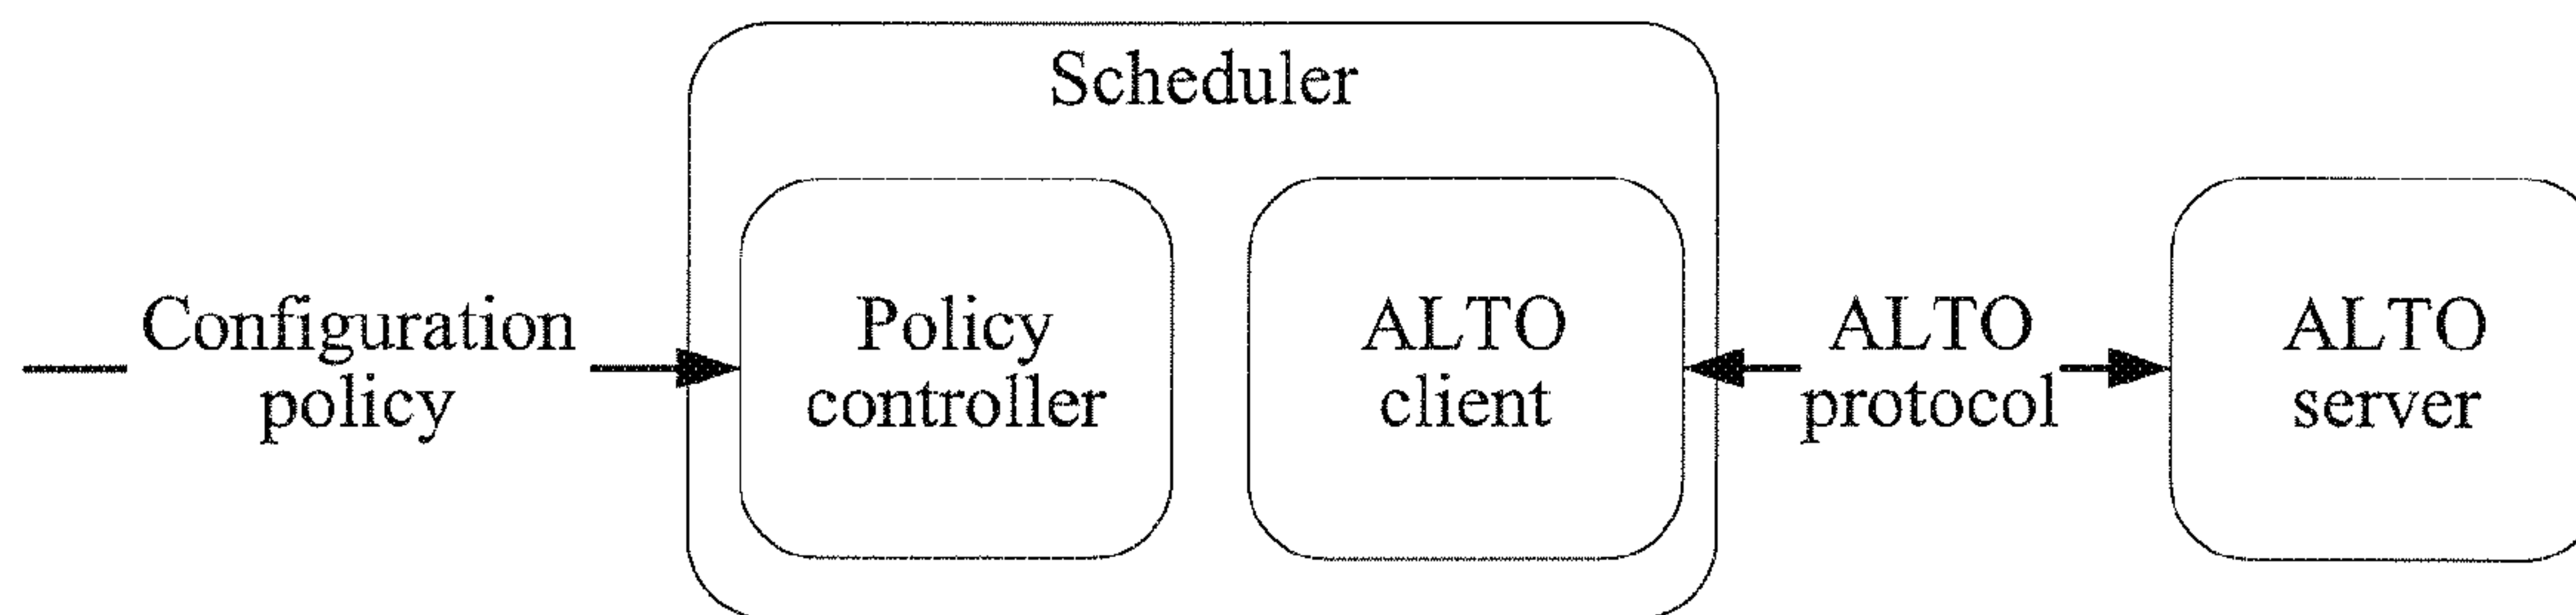 Scheduler
Configuration
policy
Policy
controller
ALTO
client
ALTO
protocol
ALTO
server